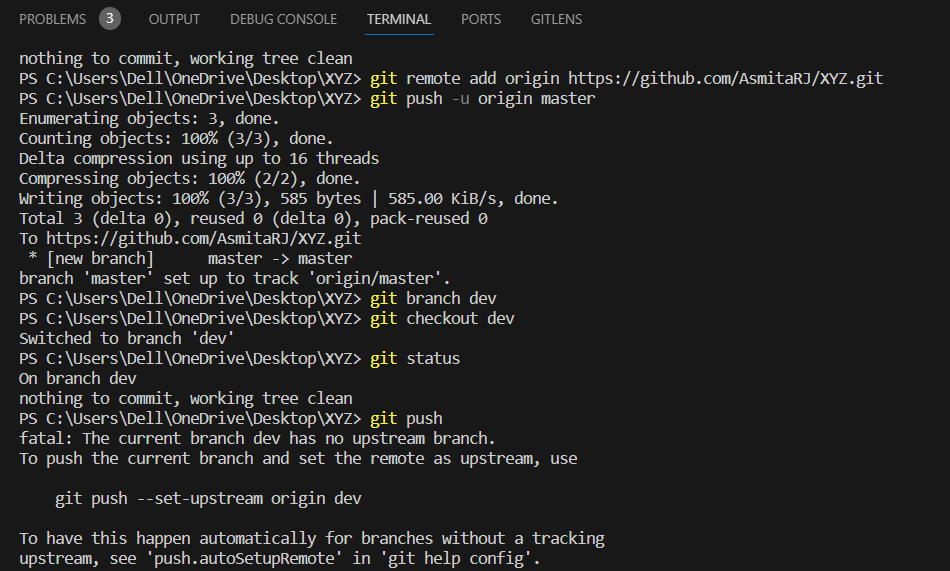 PROBLEMS 3 OUTPUT DEBUG CONSOLE TERMINAL PORTS GITLENS
nothing to commit, working tree clean
PS C:\Users\Dell\OneDrive\Desktop\XYZ> git remote add origin https://github.com/AsmitaRJ/XYZ.git
PS C:\Users\Dell\OneDrive\Desktop\XYZ> git push -u origin master
Enumerating objects: 3, done.
Counting objects: 100% (3/3), done.
Delta compression using up to 16 threads
Compressing objects: 100% (2/2), done.
Writing objects: 100% (3/3), 585 bytes | 585.00 KiB/s, done.
Total 3 (delta 0), reused 0 (delta 0), pack-reused 0
To https://github.com/AsmitaRJ/XYZ.git
 * [new branch]      master -> master
branch 'master' set up to track 'origin/master'.
PS C:\Users\Dell\OneDrive\Desktop\XYZ> git branch dev
PS C:\Users\Dell\OneDrive\Desktop\XYZ> git checkout dev
Switched to branch 'dev'
PS C:\Users\Dell\OneDrive\Desktop\XYZ> git status
On branch dev
nothing to commit, working tree clean
PS C:\Users\Dell\OneDrive\Desktop\XYZ> git push
fatal: The current branch dev has no upstream branch.
To push the current branch and set the remote as upstream, use
    git push --set-upstream origin dev
To have this happen automatically for branches without a tracking
upstream, see 'push.autoSetupRemote' in 'git help config'.